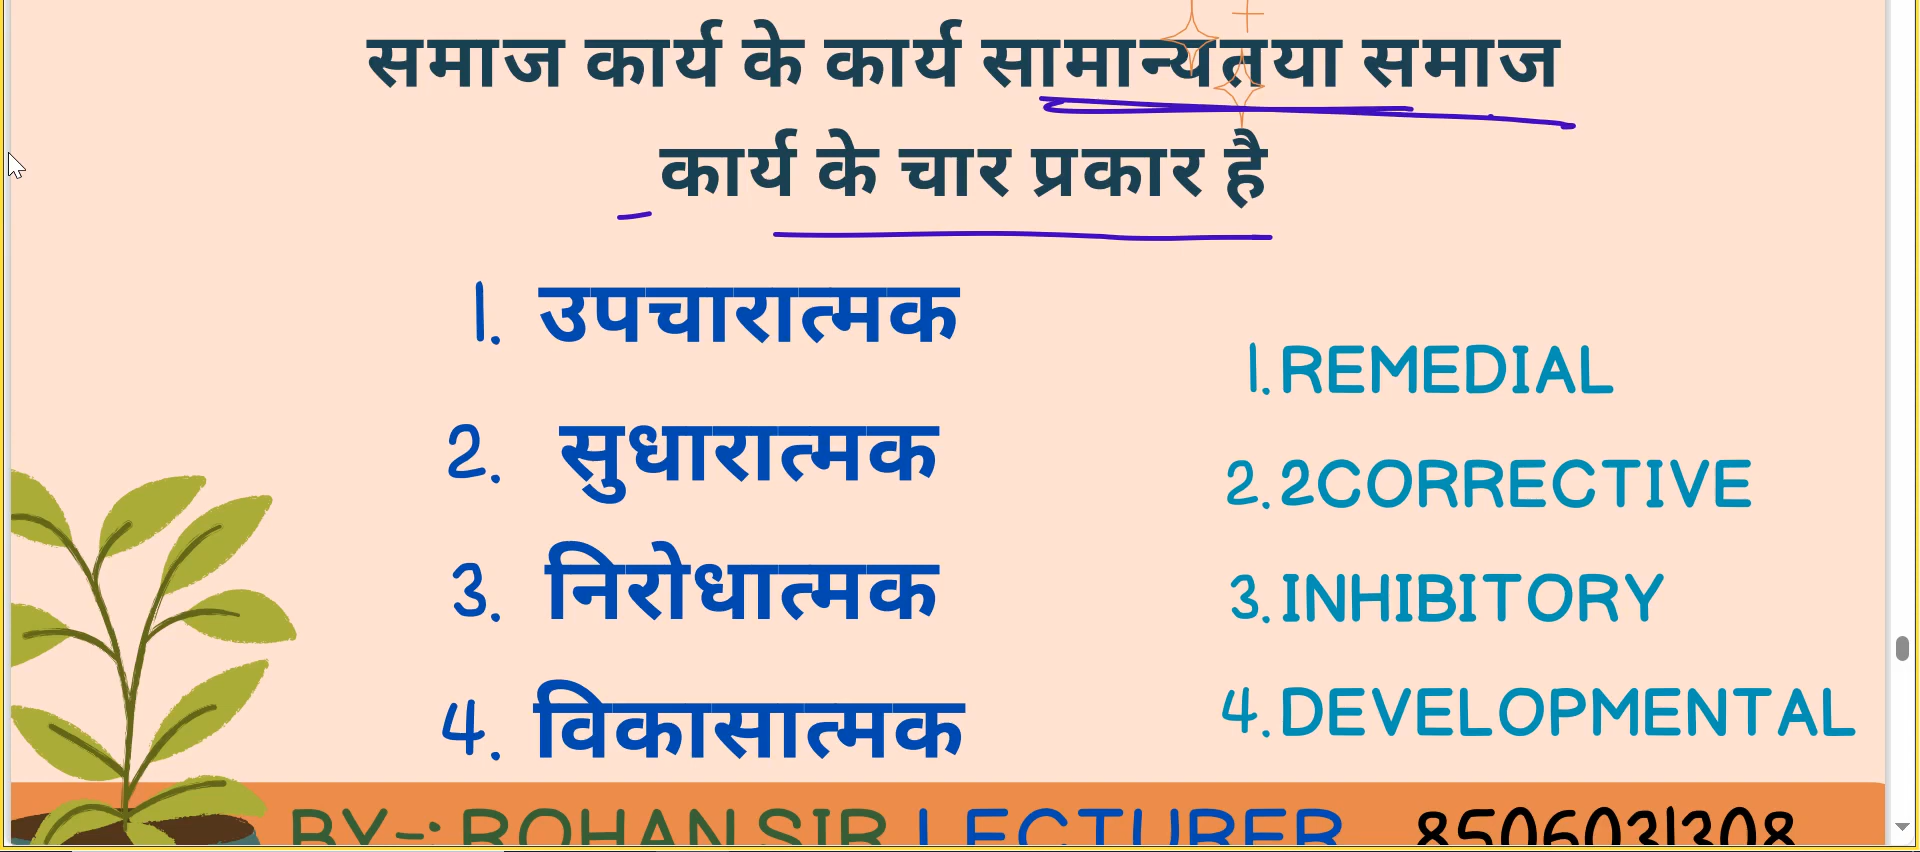 समाज कार्य के कार्य सामान्यतया समाज
कार्य के चार प्रकार है
1. उपचारात्मक
2. सुधारात्मक
3. निरोधात्मक
4. विकासात्मक
1. REMEDIAL
2. 2CORRECTIVE
3. INHIBITORY
4. DEVELOPMENTAL
BY-: ROHAN SIR LECTURER 8506031308